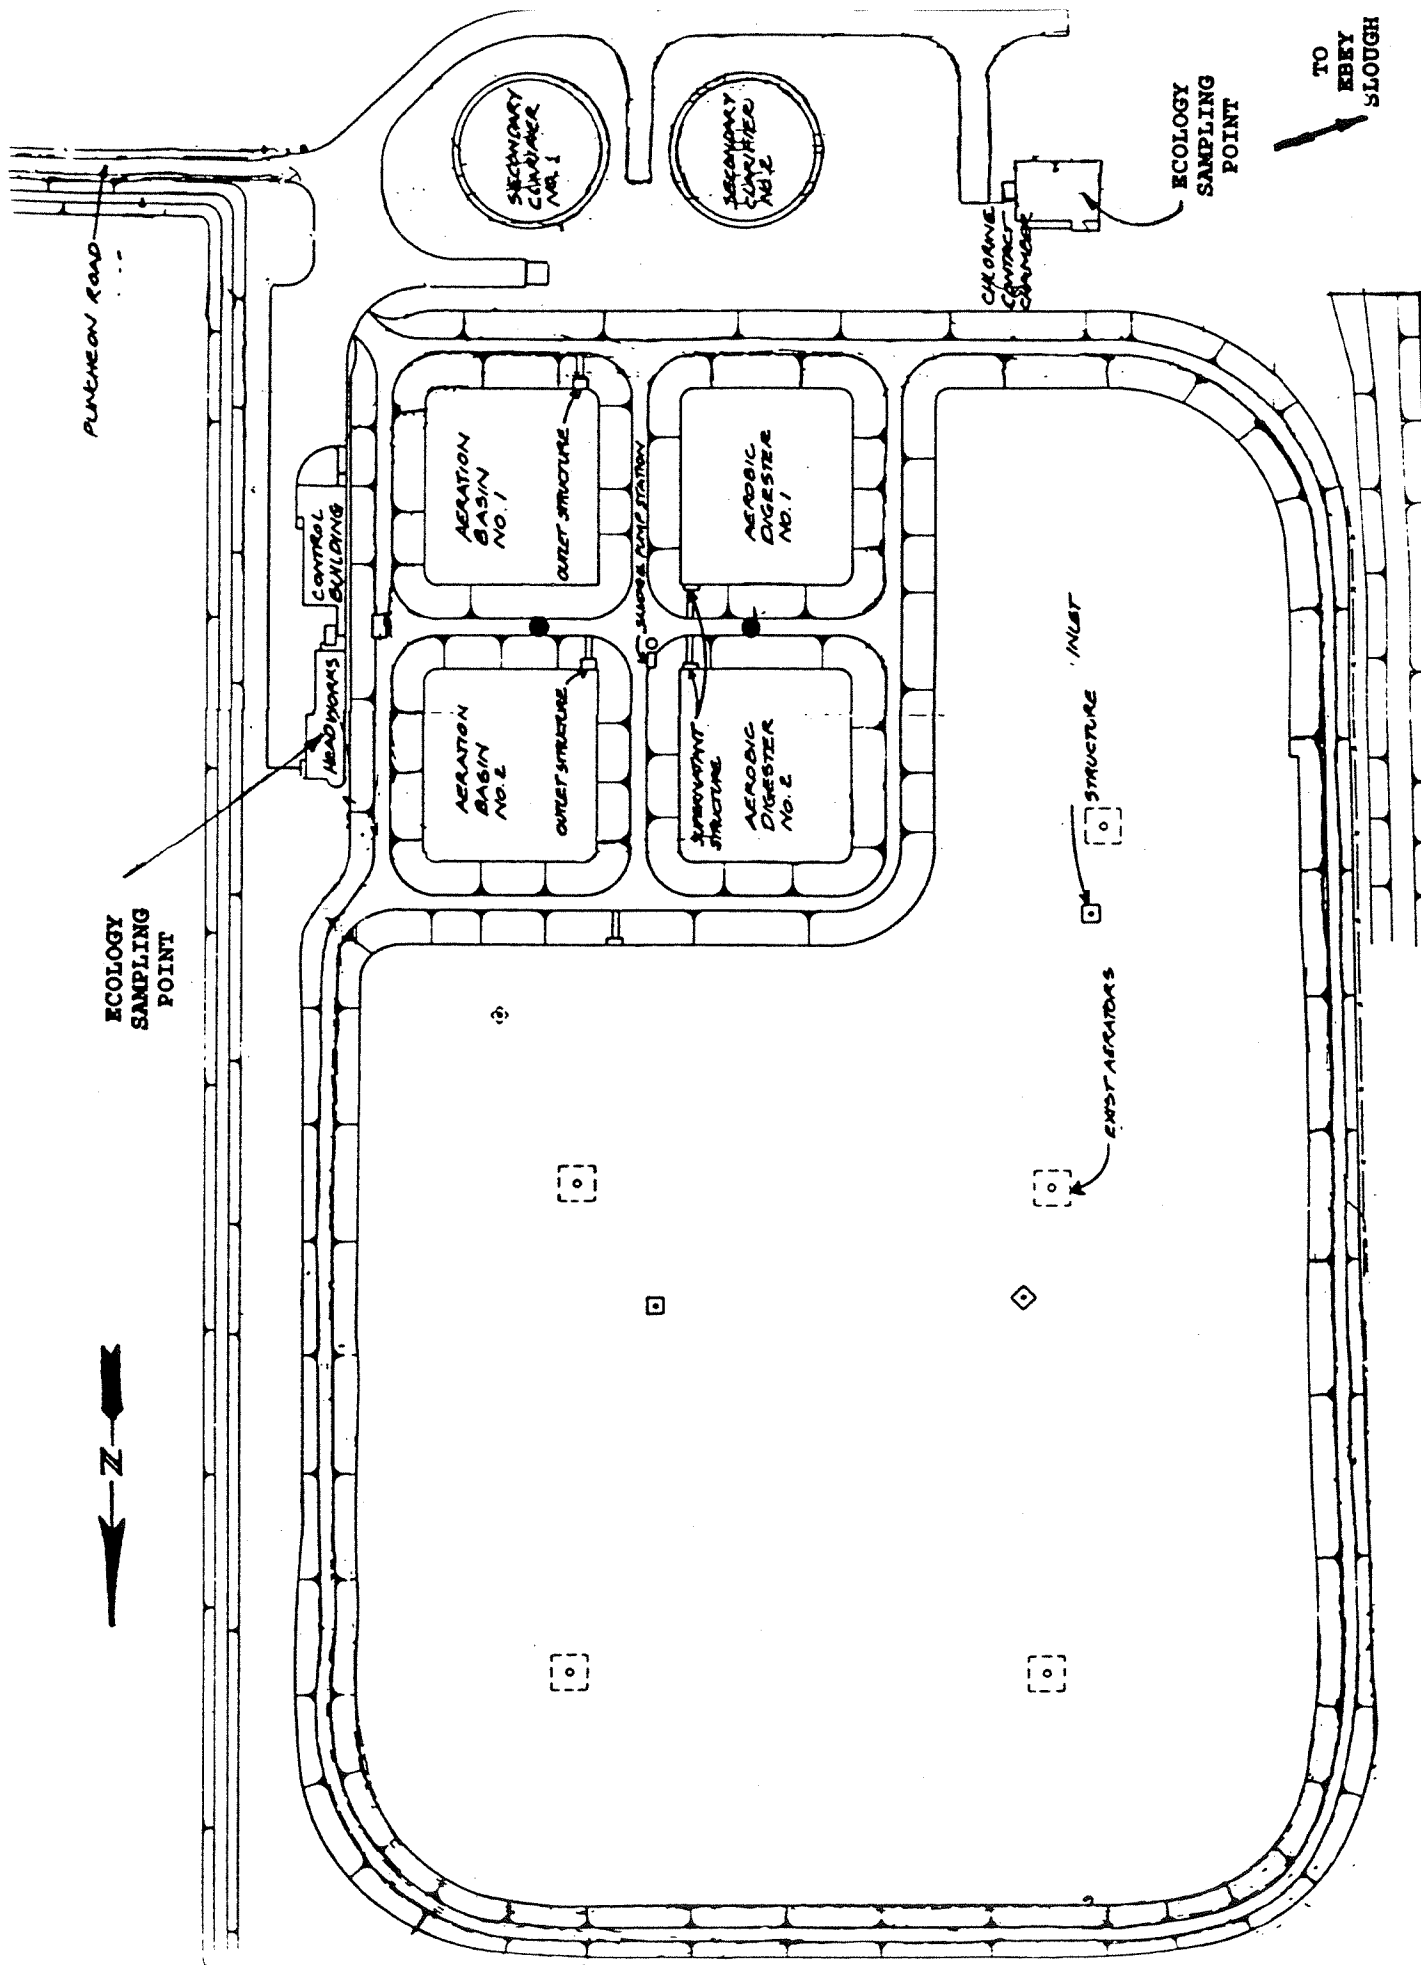 PUNCHEON ROAD
SECONDARY
CLARIFIER
NO. 1
SECONDARY
CLARIFIER
NO. 2
CHLORINE
CONTACT
CHAMBER
ECOLOGY
SAMPLING
POINT
TO
EBEY
SLOUGH
CONTROL
BUILDING
HEADWORKS
AERATION
BASIN
NO. 1
OUTLET STRUCTURE
SLUDGE PUMP STATION
AEROBIC
DIGESTER
NO. 1
AERATION
BASIN
NO. 2
OUTLET STRUCTURE
SUPERNATANT
STRUCTURE
AEROBIC
DIGESTER
NO. 2
INLET
STRUCTURE
EXIST AERATORS
ECOLOGY
SAMPLING
POINT
N